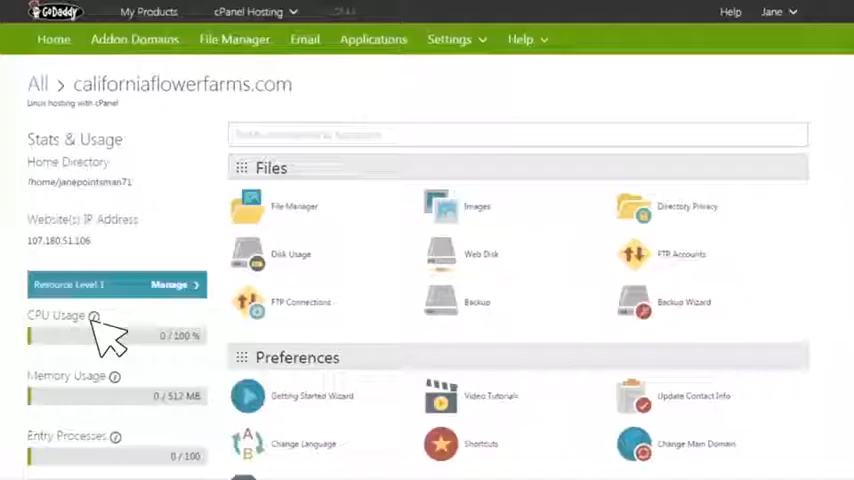 GoDaddy
My Products
cPanel Hosting
Help
Jane
Home
Addon Domains
File Manager
Email
Applications
Settings
Help
All > californiaflowerfarms.com
Linux hosting with cPanel
Stats & Usage
Home Directory
/home/janepointsman71
Website(s) IP Address
107.180.51.106
Resource Level 1 Manage >
CPU Usage
0 / 100 %
Memory Usage
0 / 512 MB
Entry Processes
0 / 100
Files
File Manager
Images
Directory Privacy
Disk Usage
Web Disk
FTP Accounts
FTP Connections
Backup
Backup Wizard
Preferences
Getting Started Wizard
Video Tutorials
Update Contact Info
A
B
Change Language
Shortcuts
Change Main Domain